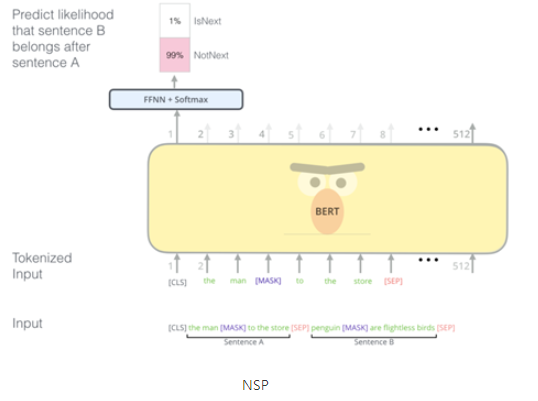 Predict likelihood
that sentence B
belongs after
sentence A
1% IsNext
99% NotNext
FFNN + Softmax
1 2 3 4 5 6 7 8 ••• 512
BERT
Tokenized
Input
1 2 ••• 512
[CLS] the man [MASK] to the store [SEP]
Input
[CLS] the man [MASK] to the store [SEP] penguin [MASK] are flightless birds [SEP]
Sentence A Sentence B
NSP